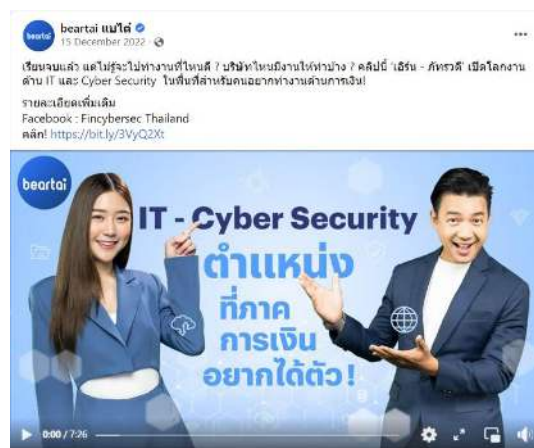 beartai แบไต๋
15 December 2022
เรียนจบแล้ว แต่ไม่รู้จะไปทำงานที่ไหนดี ? บริษัทไหนมีงานให้ทำบ้าง ? คลิปนี้ 'เอิร์น - ภัทรวดี' เปิดโลกงาน
ด้าน IT และ Cyber Security ในพื้นที่สำหรับคนอยากทำงานด้านการเงิน!
รายละเอียดเพิ่มเติม
Facebook : Fincybersec Thailand
คลิก! https://bit.ly/3VyQ2Xt
beartai
IT - Cyber Security
ตำแหน่ง
ที่ภาค
การเงิน
อยากได้ตัว!
0:00 / 7:26